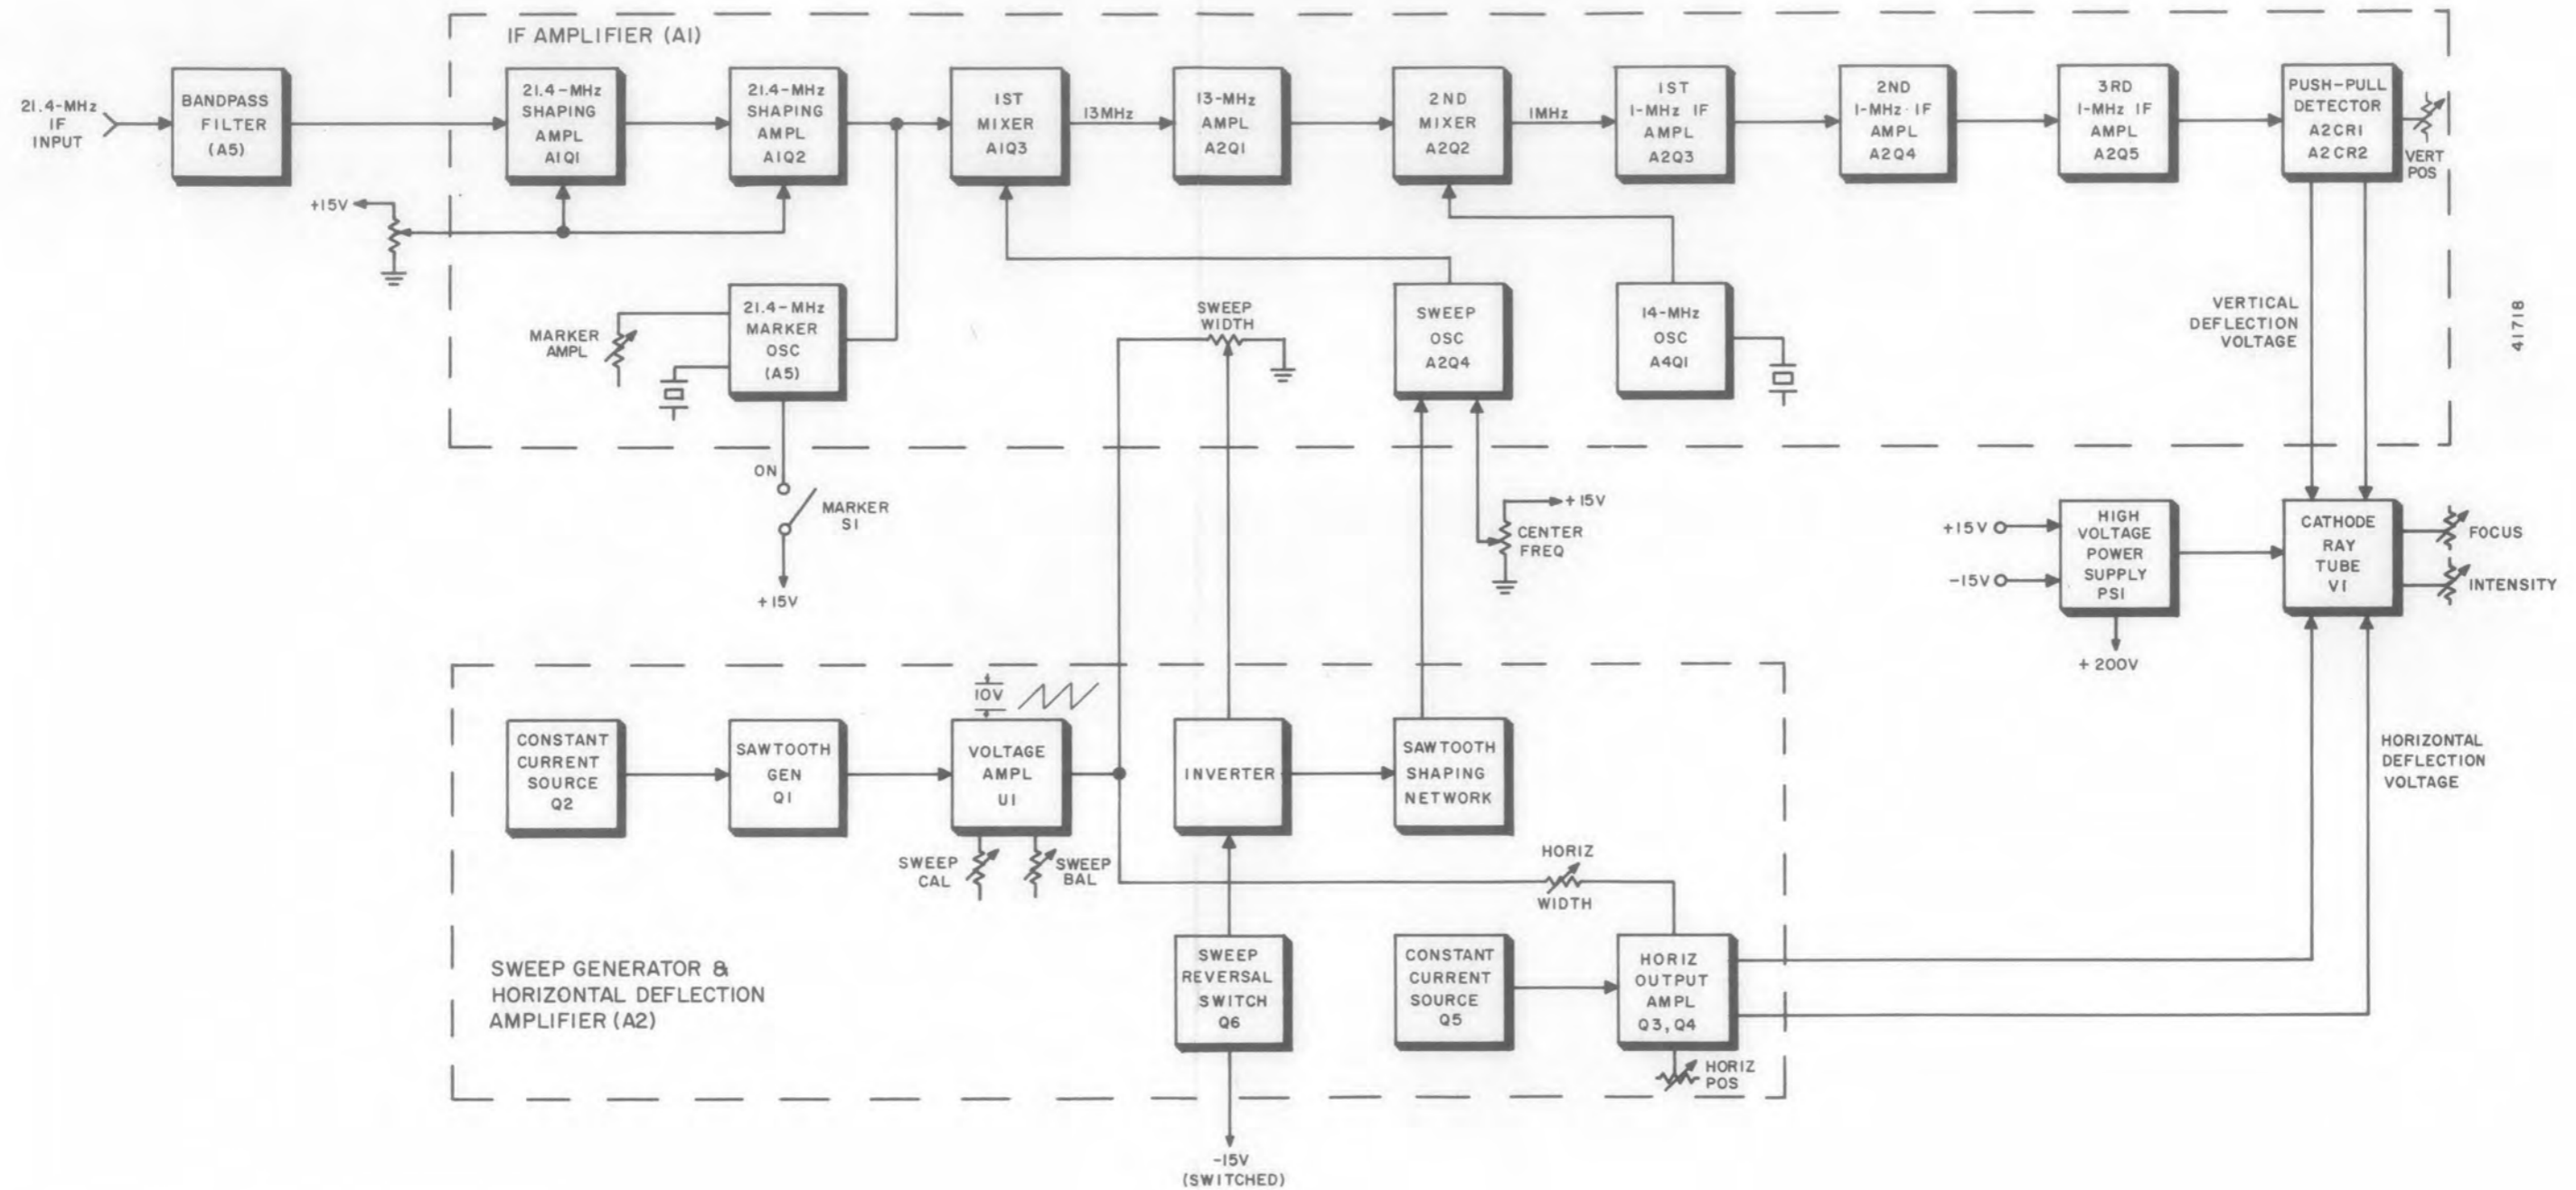 IF AMPLIFIER (A1)
21.4-MHz
IF
INPUT
BANDPASS
FILTER
(A5)
21.4-MHz
SHAPING
AMPL
A1Q1
21.4-MHz
SHAPING
AMPL
A1Q2
1ST
MIXER
A1Q3
13MHz
13-MHz
AMPL
A2Q1
2ND
MIXER
A2Q2
1MHz
1ST
1-MHz IF
AMPL
A2Q3
2ND
1-MHz IF
AMPL
A2Q4
3RD
1-MHz IF
AMPL
A2Q5
PUSH-PULL
DETECTOR
A2CR1
A2CR2
VERT
POS
+15V
MARKER
AMPL
21.4-MHz
MARKER
OSC
(A5)
SWEEP
WIDTH
SWEEP
OSC
A2Q4
14-MHz
OSC
A4Q1
VERTICAL
DEFLECTION
VOLTAGE
41718
ON
MARKER
S1
+15V
+15V
CENTER
FREQ
+15V
-15V
HIGH
VOLTAGE
POWER
SUPPLY
PS1
+200V
CATHODE
RAY
TUBE
V1
FOCUS
INTENSITY
10V
CONSTANT
CURRENT
SOURCE
Q2
SAWTOOTH
GEN
Q1
VOLTAGE
AMPL
U1
SWEEP
CAL
SWEEP
BAL
INVERTER
SAWTOOTH
SHAPING
NETWORK
HORIZ
WIDTH
HORIZONTAL
DEFLECTION
VOLTAGE
SWEEP GENERATOR &
HORIZONTAL DEFLECTION
AMPLIFIER (A2)
SWEEP
REVERSAL
SWITCH
Q6
CONSTANT
CURRENT
SOURCE
Q5
HORIZ
OUTPUT
AMPL
Q3, Q4
HORIZ
POS
-15V
(SWITCHED)